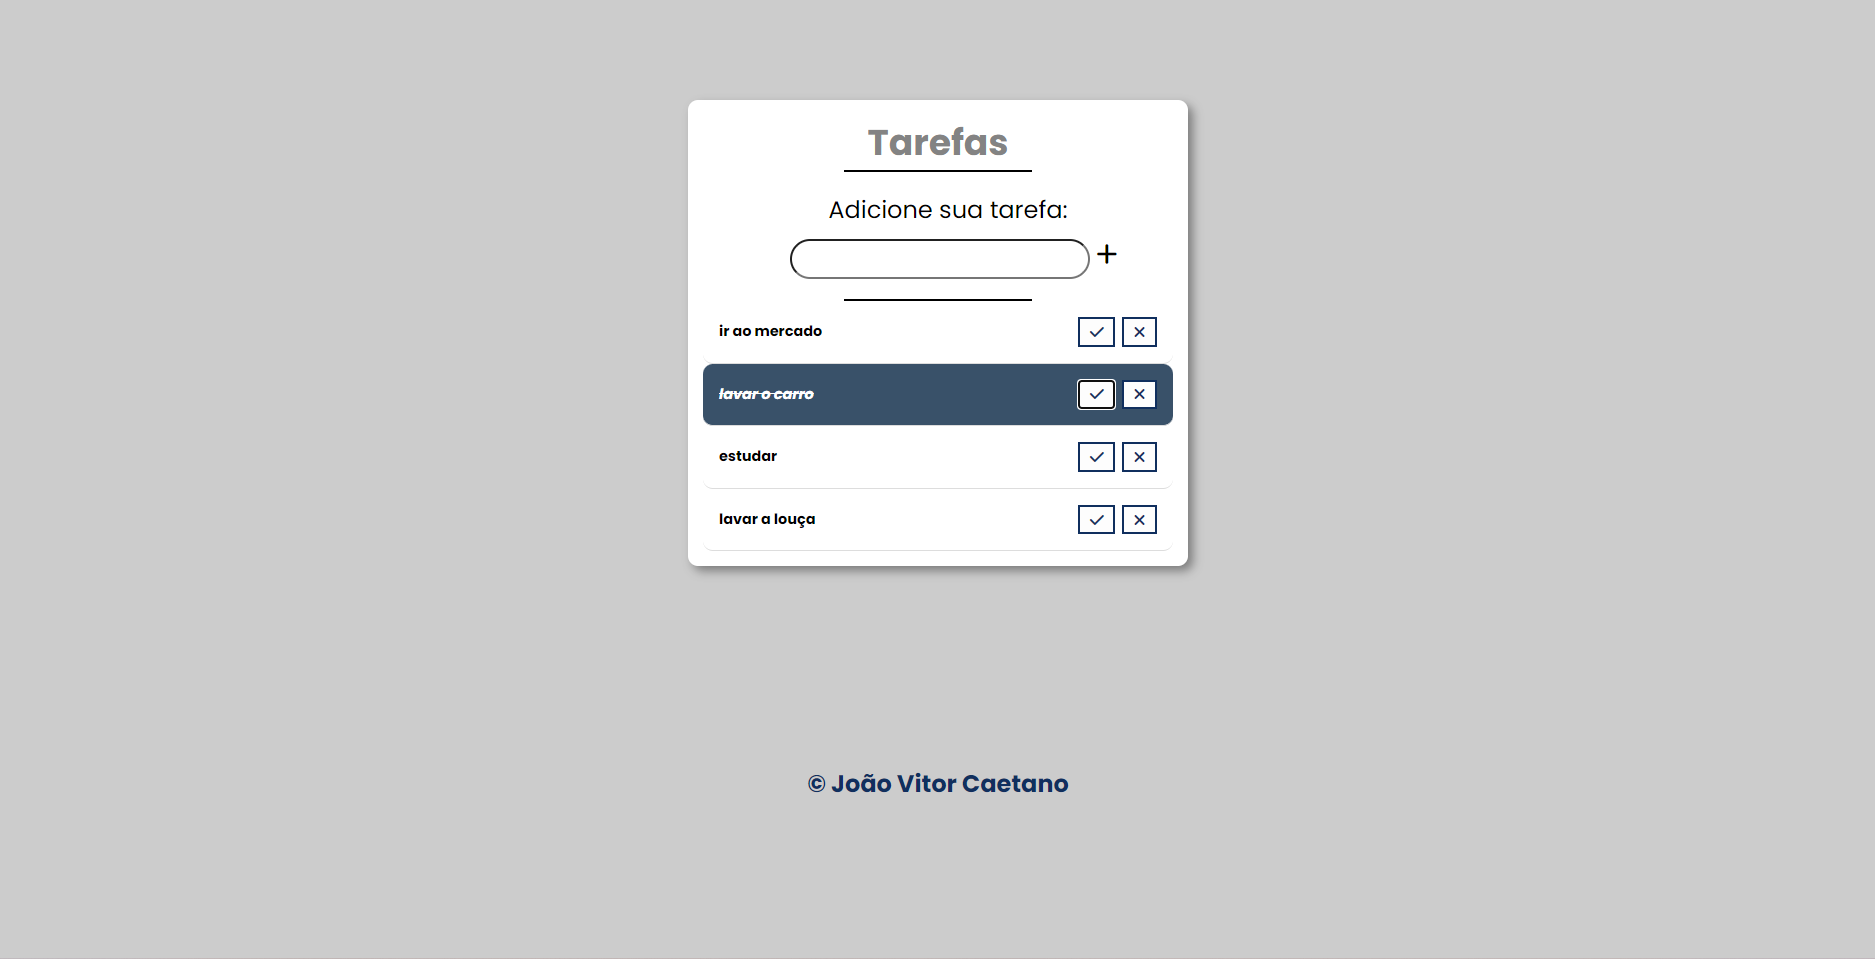 Tarefas
Adicione sua tarefa:
ir ao mercado
lavar o carro
estudar
lavar a louça
© João Vitor Caetano